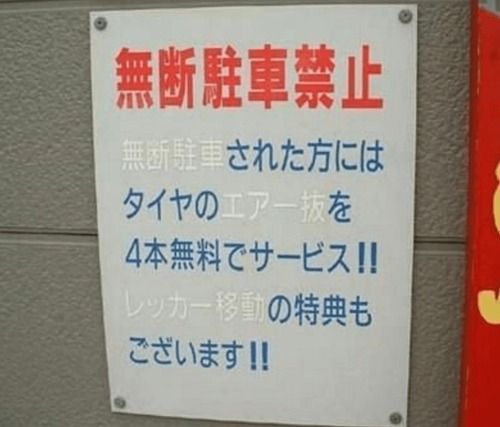 無断駐車禁止
無断駐車された方には
タイヤのエアー抜を
4本無料でサービス!!
レッカー移動の特典も
ございます!!